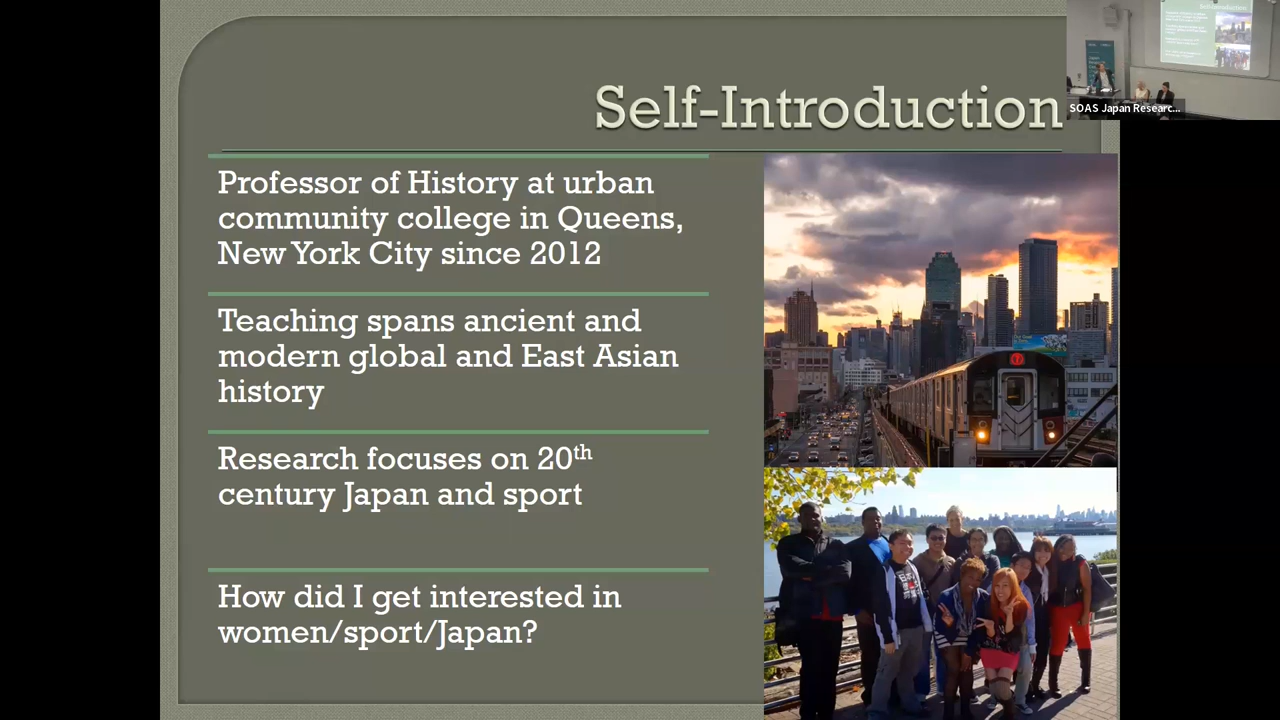 Self-Introduction
SOAS Japan Researc...
Professor of History at urban
community college in Queens,
New York City since 2012
Teaching spans ancient and
modern global and East Asian
history
Research focuses on 20th
century Japan and sport
How did I get interested in
women/sport/Japan?